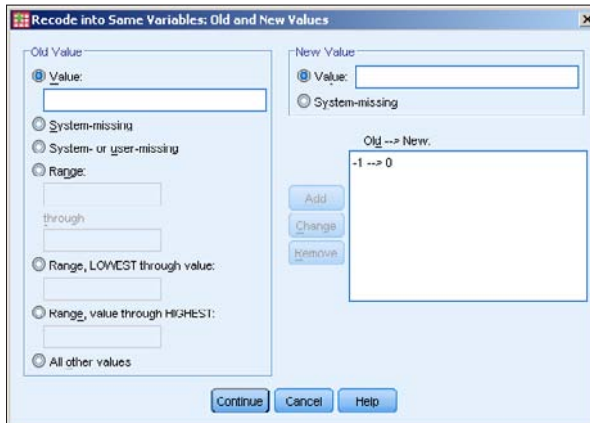 Recode into Same Variables: Old and New Values
Old Value
Value:
System-missing
System- or user-missing
Range:
through
Range, LOWEST through value:
Range, value through HIGHEST:
All other values
New Value
Value:
System-missing
Old --> New:
-1 --> 0
Add
Change
Remove
Continue
Cancel
Help